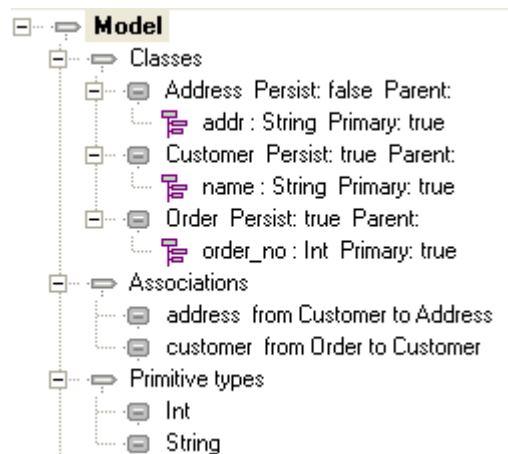 Model
Classes
Address Persist: false Parent:
addr : String Primary: true
Customer Persist: true Parent:
name : String Primary: true
Order Persist: true Parent:
order_no : Int Primary: true
Associations
address from Customer to Address
customer from Order to Customer
Primitive types
Int
String